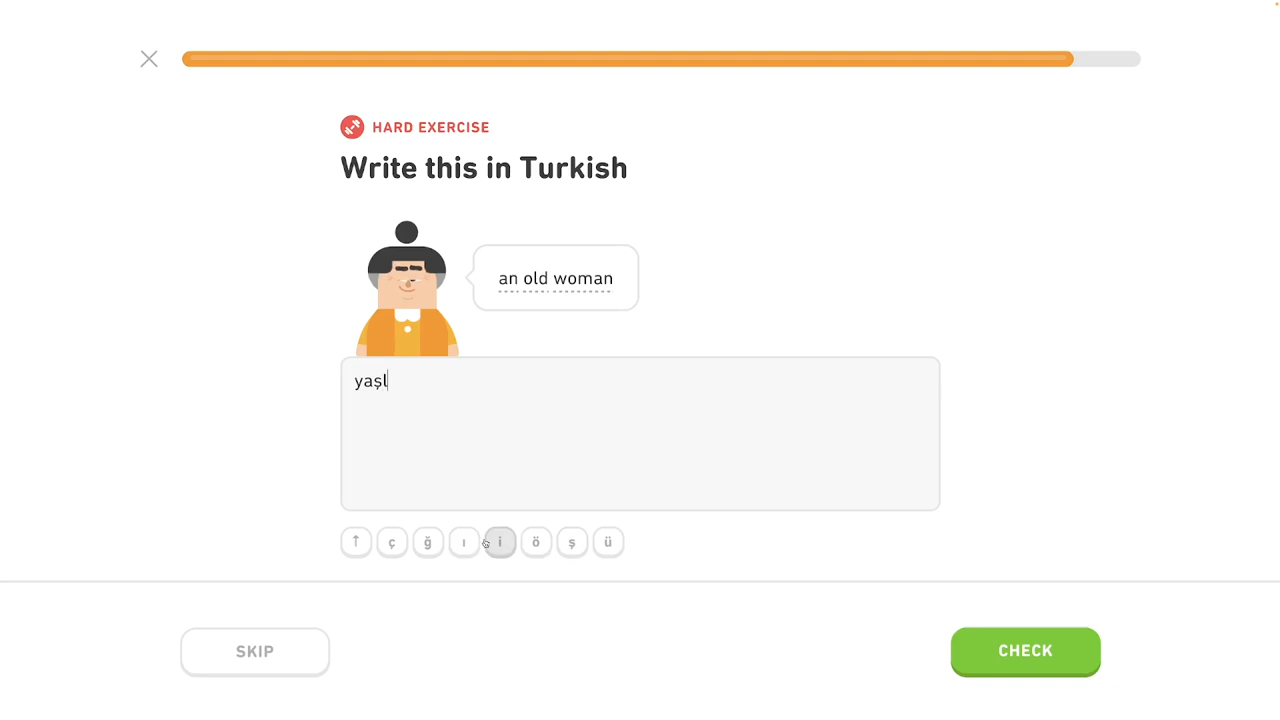 HARD EXERCISE
Write this in Turkish
an old woman
yaşl
↑ ç ğ ı i ö ş ü
SKIP
CHECK